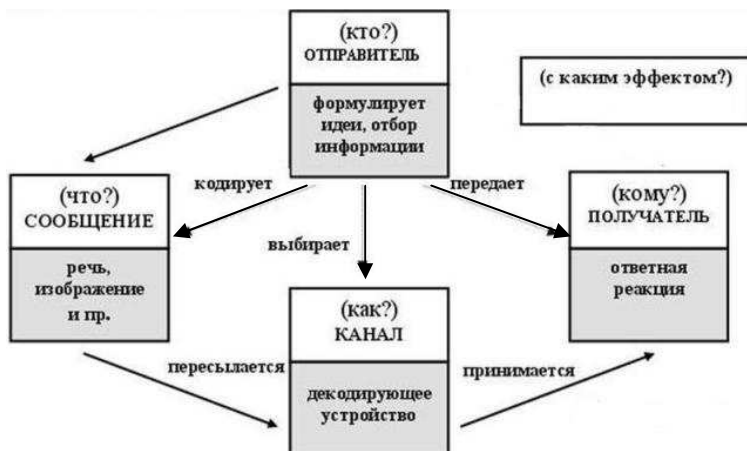 (кто?)
ОТПРАВИТЕЛЬ
формулирует
идеи, отбор
информации
(с каким эффектом?)
кодирует
передает
(что?)
СООБЩЕНИЕ
речь,
изображение
и пр.
выбирает
(кому?)
ПОЛУЧАТЕЛЬ
ответная
реакция
(как?)
КАНАЛ
декодирующее
устройство
пересылается
принимается